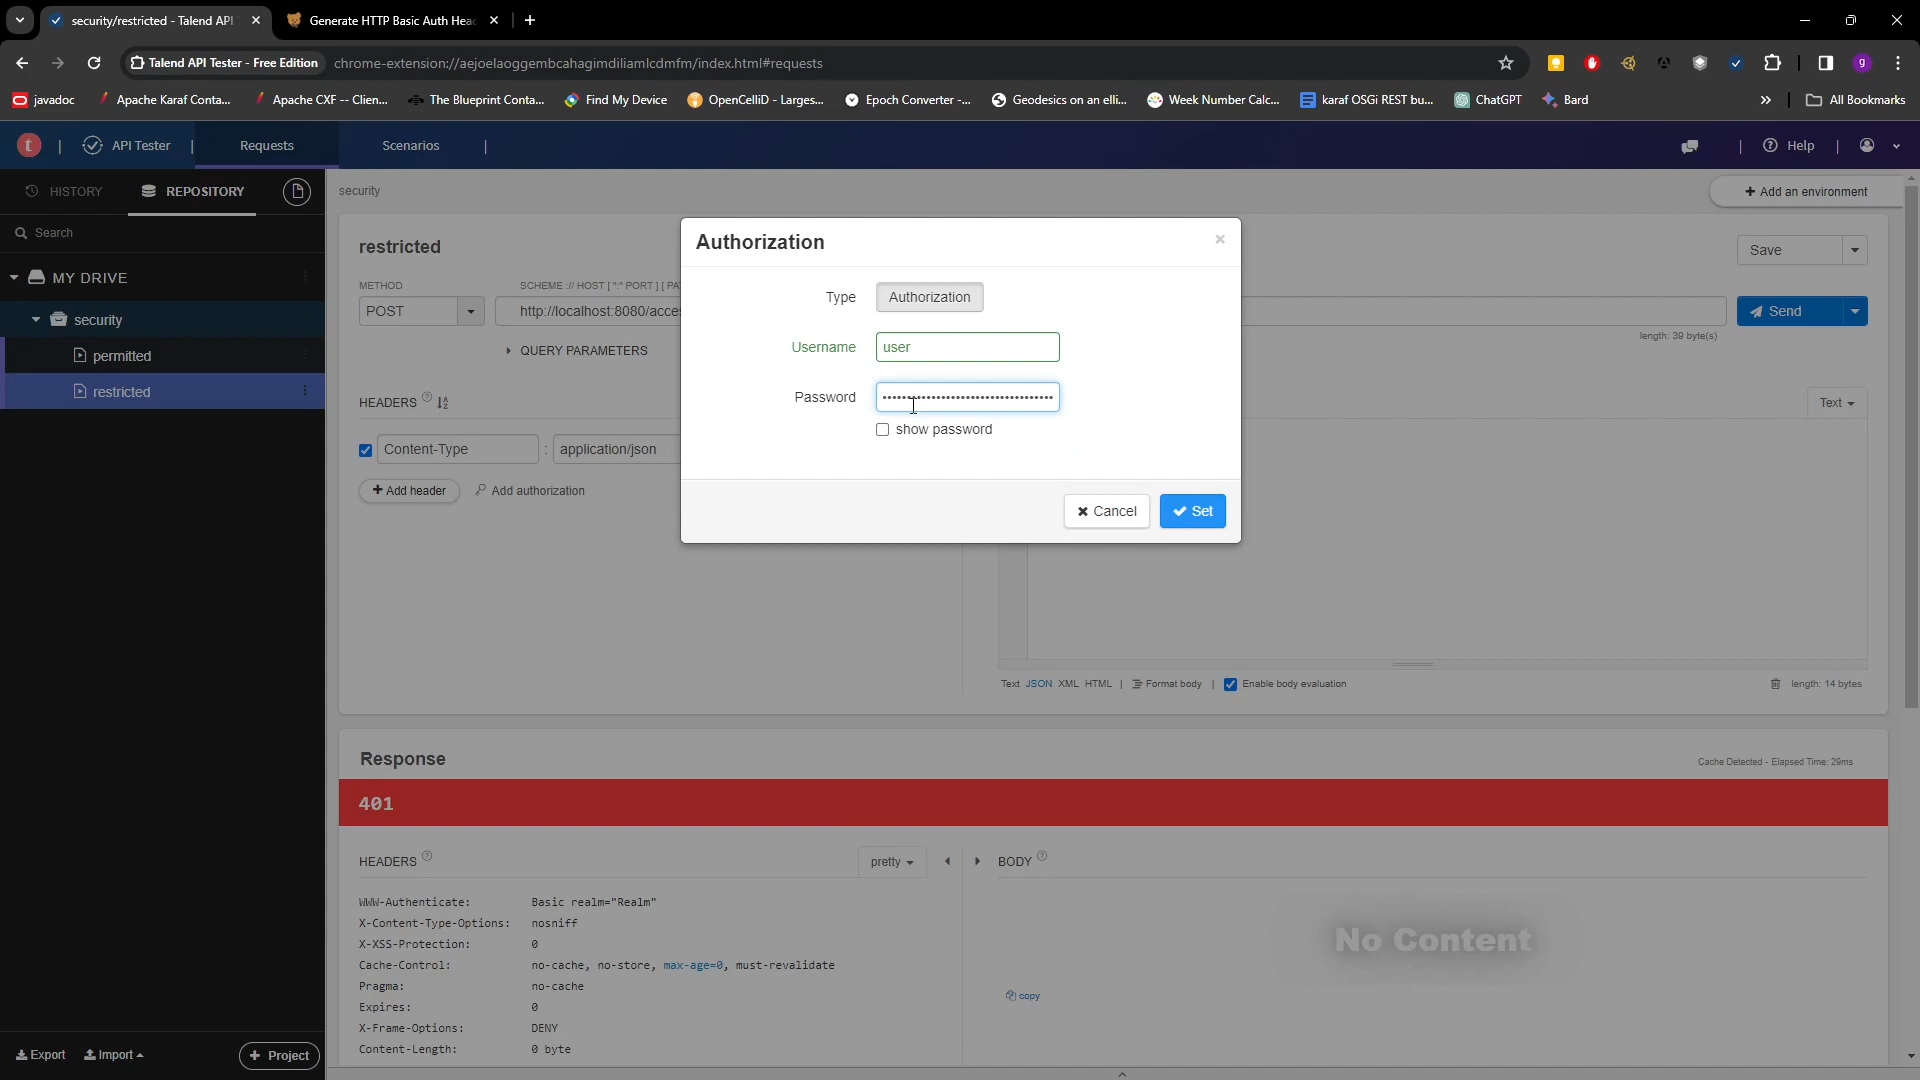 security/restricted - Talend API
Generate HTTP Basic Auth Hea
Talend API Tester - Free Edition
chrome-extension://aejoelaoggembcahagimdiliamlcdmfm/index.html#requests
g
javadoc
Apache Karaf Conta...
Apache CXF -- Clien...
The Blueprint Conta...
Find My Device
OpenCelliD - Larges...
Epoch Converter -...
Geodesics on an elli...
Week Number Calc...
karaf OSGi REST bu...
ChatGPT
Bard
All Bookmarks
t | API Tester |
Requests
Scenarios
|
| Help |
HISTORY
REPOSITORY
security
+ Add an environment
Search
MY DRIVE
security
permitted
restricted
restricted
Save
METHOD
SCHEME :// HOST [ ":" PORT ] [ PA
POST
http://localhost:8080/acce
Send
length: 39 byte(s)
QUERY PARAMETERS
HEADERS ?
Text
Content-Type : application/json
+ Add header
Add authorization
Authorization
×
Type
Authorization
Username
user
Password
show password
Cancel
Set
Text JSON XML HTML | Format body | Enable body evaluation
length: 14 bytes
Response
Cache Detected - Elapsed Time: 29ms
401
HEADERS ?
pretty
BODY ?
WWW-Authenticate: Basic realm="Realm"
X-Content-Type-Options: nosniff
X-XSS-Protection: 0
Cache-Control: no-cache, no-store, max-age=0, must-revalidate
Pragma: no-cache
Expires: 0
X-Frame-Options: DENY
Content-Length: 0 byte
No Content
copy
Export
Import
+ Project